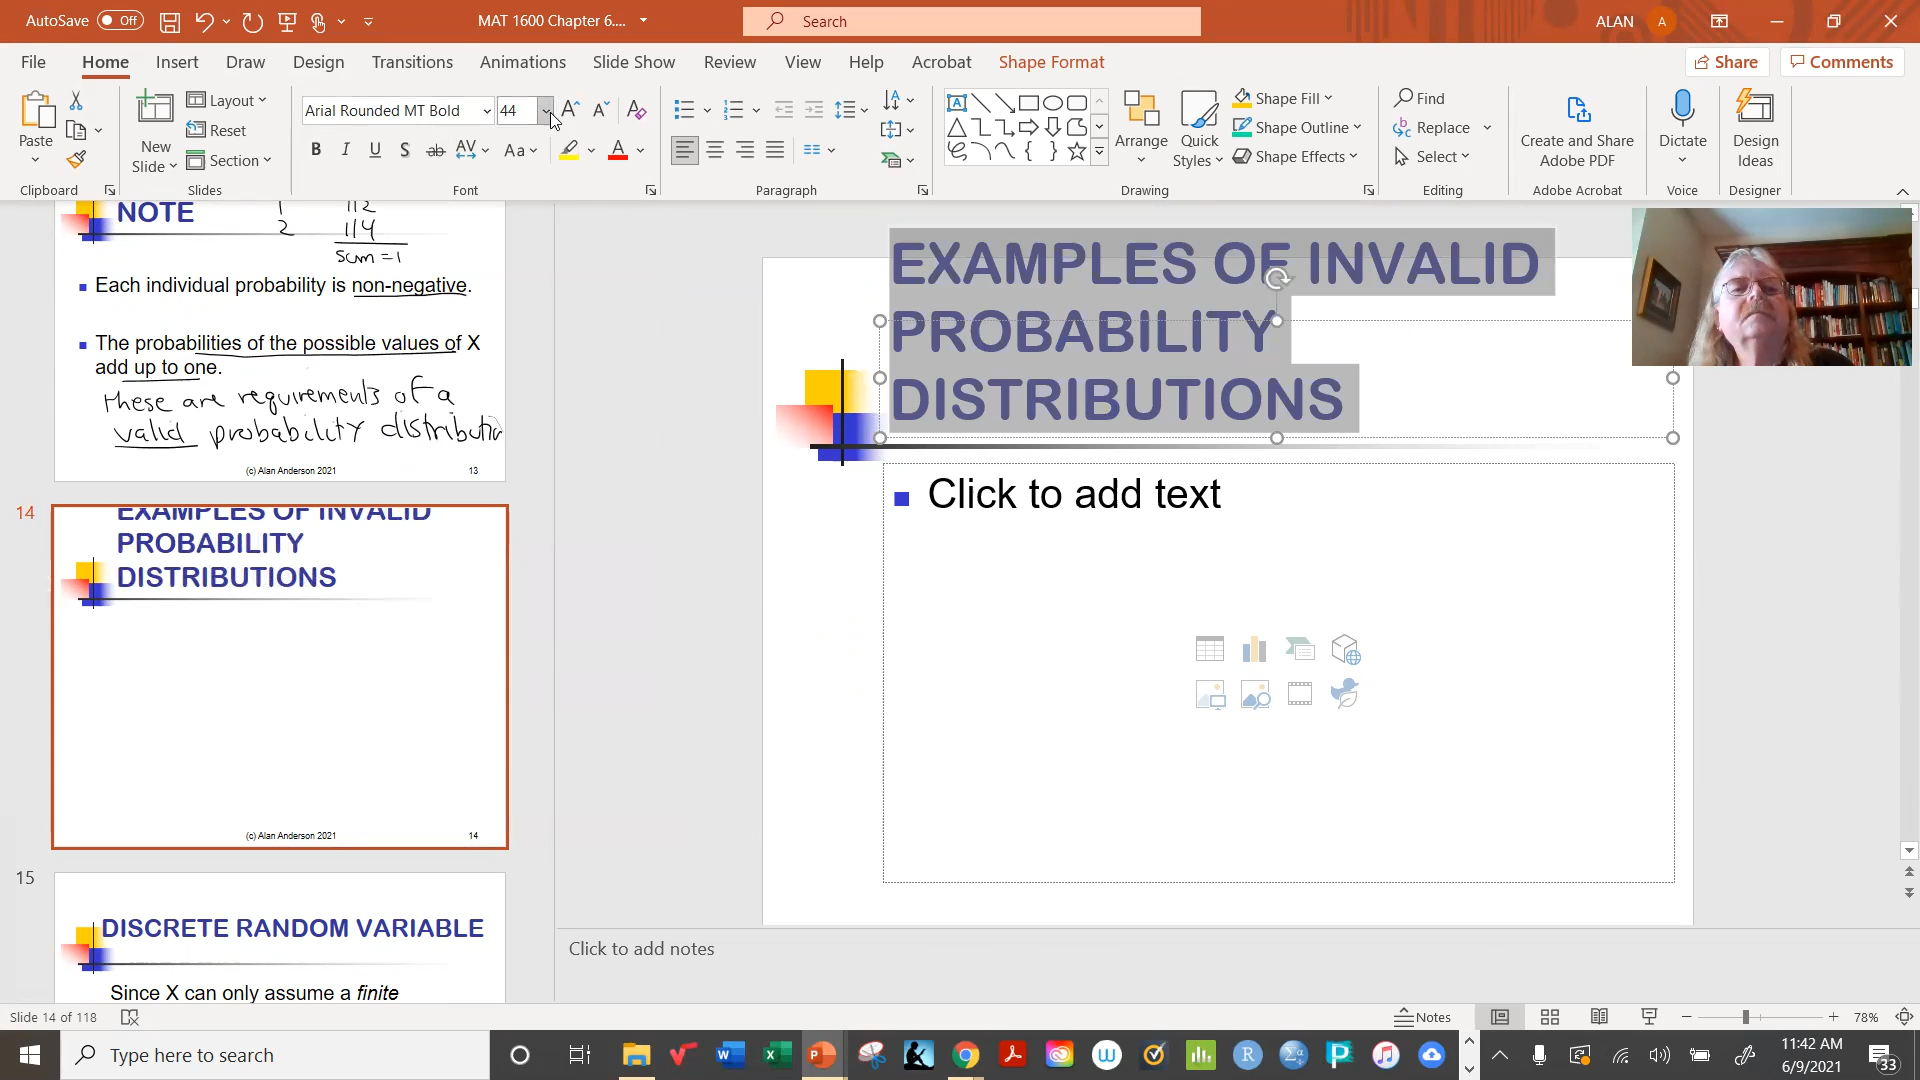 AutoSave Off
MAT 1600 Chapter 6....
Search
ALAN A
File Home Insert Draw Design Transitions Animations Slide Show Review View Help Acrobat Shape Format
Share Comments
Paste
Clipboard
New Slide
Layout
Reset
Section
Slides
Arial Rounded MT Bold 44
B I U S ab AV Aa A
Font
Paragraph
Arrange
Quick Styles
Shape Fill
Shape Outline
Shape Effects
Drawing
Find
Replace
Select
Editing
Create and Share Adobe PDF
Adobe Acrobat
Dictate
Voice
Design Ideas
Designer
NOTE
1 1/2
2 1/4
sum = 1
Each individual probability is non-negative.
The probabilities of the possible values of X
add up to one.
These are requirements of a
valid probability distribution
(c) Alan Anderson 2021 13
14
EXAMPLES OF INVALID
PROBABILITY
DISTRIBUTIONS
(c) Alan Anderson 2021 14
15
DISCRETE RANDOM VARIABLE
Since X can only assume a finite
EXAMPLES OF INVALID
PROBABILITY
DISTRIBUTIONS
Click to add text
Click to add notes
Slide 14 of 118
Notes
78%
Type here to search
11:42 AM
6/9/2021
33